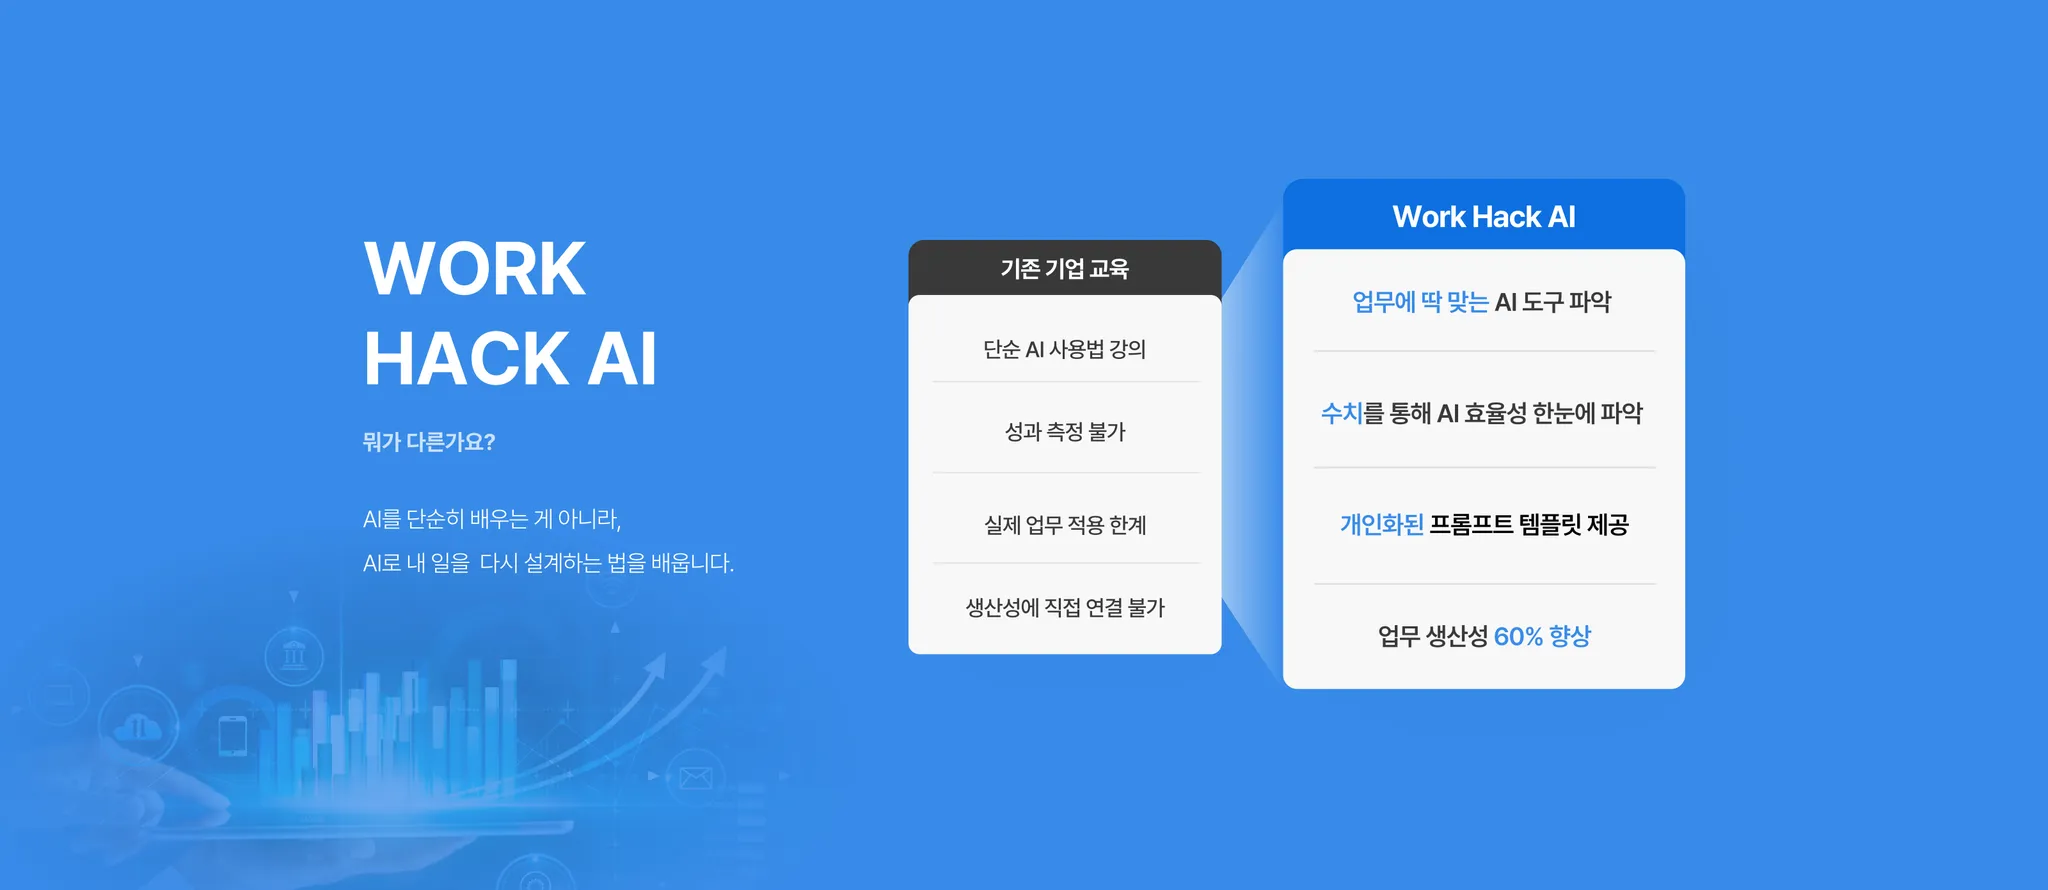 WORK
HACK AI
뭐가 다른가요?
AI를 단순히 배우는 게 아니라,
AI로 내 일을 다시 설계하는 법을 배웁니다.
기존 기업 교육
단순 AI 사용법 강의
성과 측정 불가
실제 업무 적용 한계
생산성에 직접 연결 불가
Work Hack AI
업무에 딱 맞는 AI 도구 파악
수치를 통해 AI 효율성 한눈에 파악
개인화된 프롬프트 템플릿 제공
업무 생산성 60% 향상